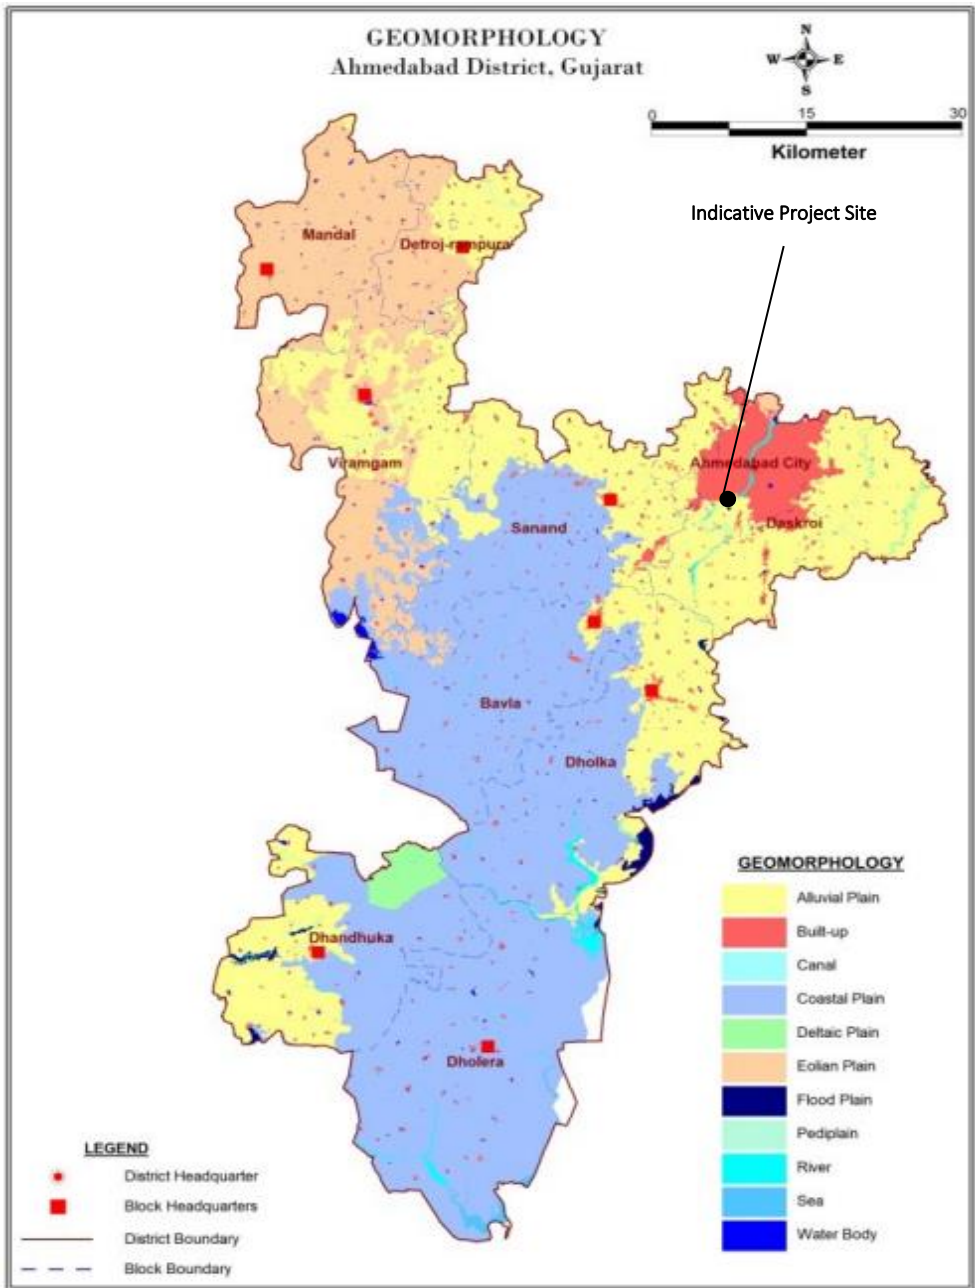 GEOMORPHOLOGY
Ahmedabad District, Gujarat
N
W E
S
0 15 30
Kilometer
Indicative Project Site
Mandal
Detroj-rampura
Viramgam
Ahmedabad City
Sanand
Daskroi
Bavla
Dholka
Dhandhuka
Dholera
GEOMORPHOLOGY
Alluvial Plain
Built-up
Canal
Coastal Plain
Deltaic Plain
Eolian Plain
Flood Plain
Pediplain
River
Sea
Water Body
LEGEND
District Headquarter
Block Headquarters
District Boundary
Block Boundary